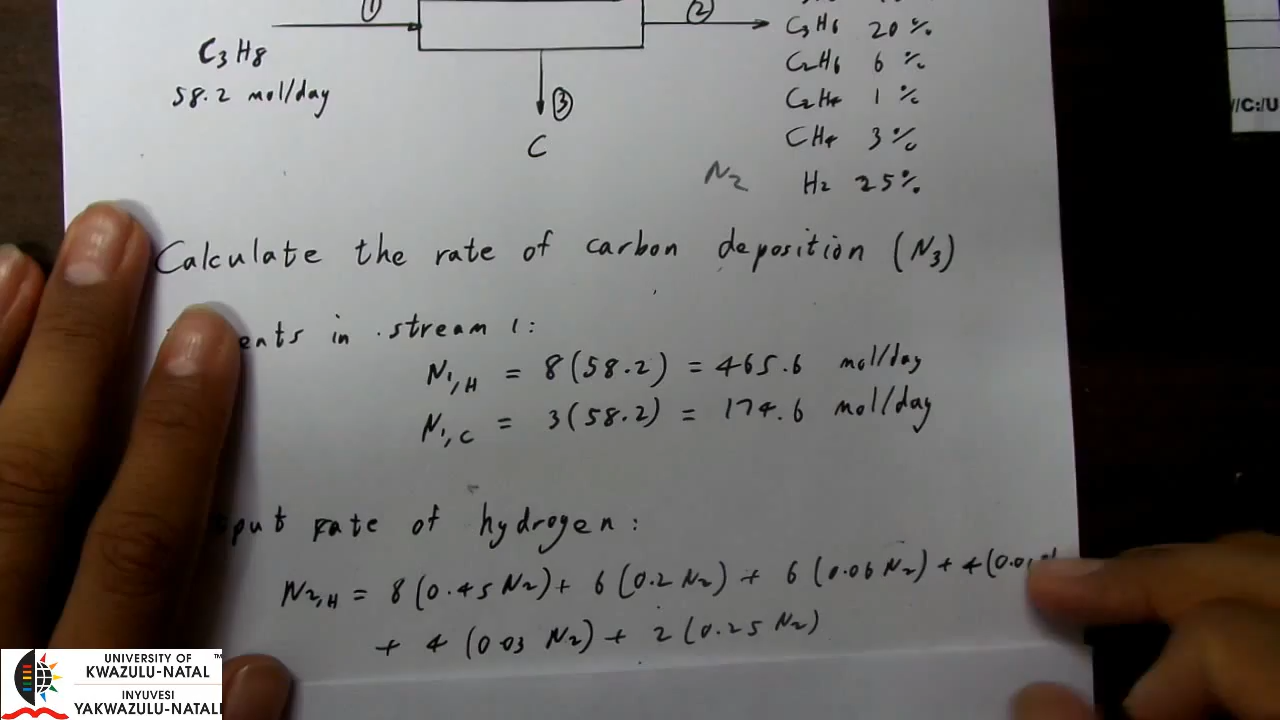 ① ②
C3H8
58.2 mol/day
③
C
C3H6 20 %
C2H6 6 %
C2H4 1 %
CH4 3 %
N2 H2 25 %
//C:/U
Calculate the rate of carbon deposition (N3)
ents in stream 1:
N1,H = 8(58.2) = 465.6 mol/day
N1,C = 3(58.2) = 174.6 mol/day
put rate of hydrogen:
N2,H = 8(0.45 N2) + 6(0.2 N2) + 6(0.06 N2) + 4(0.0
+ 4(0.03 N2) + 2(0.25 N2)
UNIVERSITY OF
KWAZULU-NATAL
INYUVESI
YAKWAZULU-NATALI